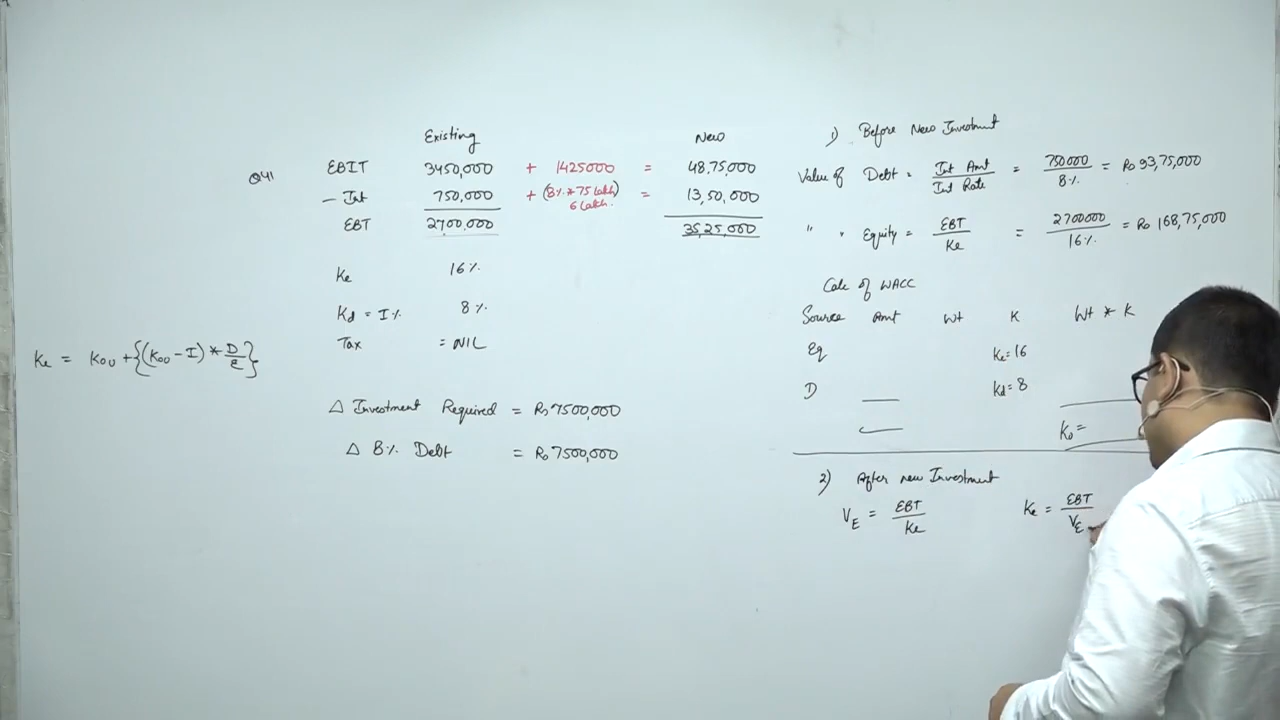 Existing New
Q41 EBIT 3450,000 + 1425000 = 48,75,000
- Int 750,000 + (8% * 75 Lakh) = 13,50,000
6 Lakh.
EBT 2700,000 35,25,000
Ke 16%
Kd = I% 8%
Tax = NIL
Ke = K00 + {(K00 - I) * D/E}
Δ Investment Required = Rs 7500,000
Δ 8% Debt = Rs 7500,000
1) Before New Investment
Value of Debt = Int Amt / Int Rate = 750000 / 8% = Rs 93,75,000
" " Equity = EBT / Ke = 2700000 / 16% = Rs 168,75,000
Calc of WACC
Source Amt Wt K Wt * K
Eq Ke = 16
D Kd = 8
Ko =
2) After new Investment
VE = EBT / Ke Ke = EBT / VE